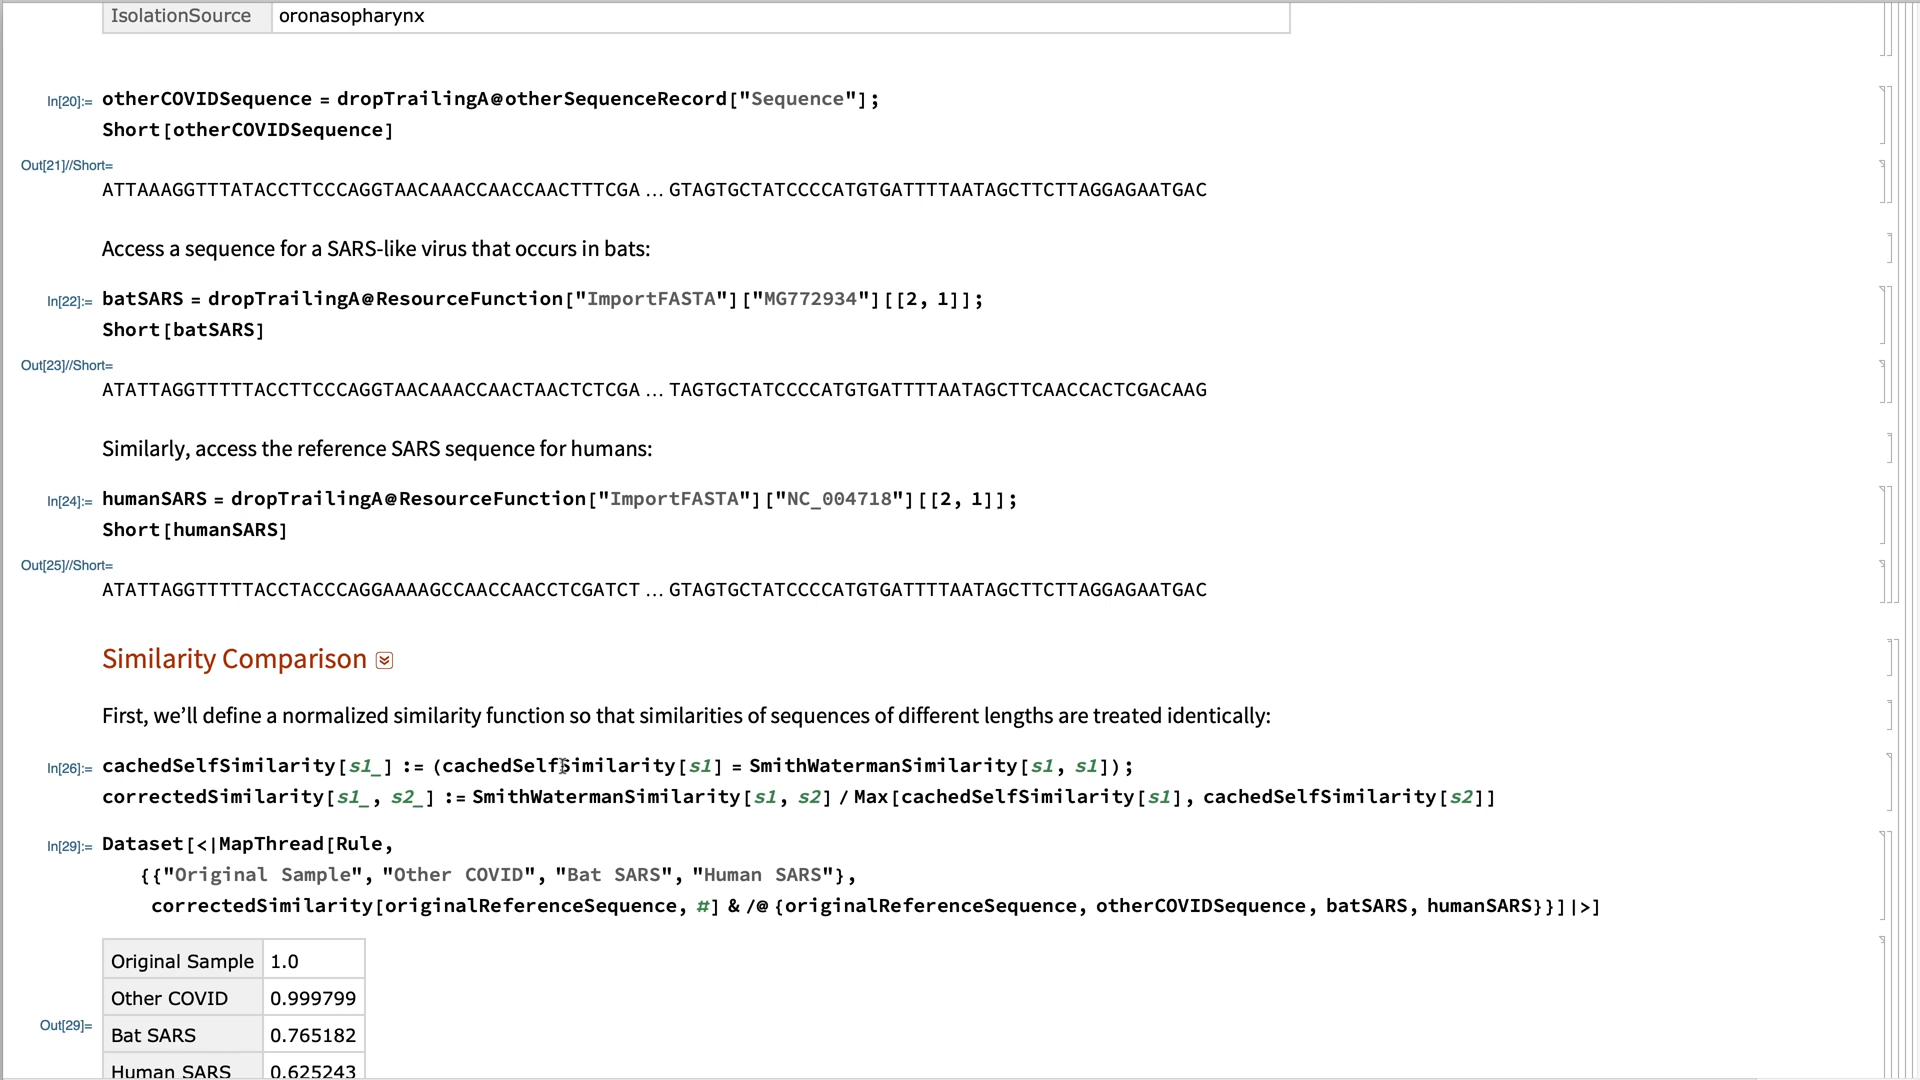 IsolationSource oronasopharynx
In[20]:= otherCOVIDSequence = dropTrailingA@otherSequenceRecord["Sequence"];
Short[otherCOVIDSequence]
Out[21]//Short=
ATTAAAGGTTTATACCTTCCCAGGTAACAAACCAACCAACTTTCGA … GTAGTGCTATCCCCATGTGATTTTAATAGCTTCTTAGGAGAATGAC
Access a sequence for a SARS-like virus that occurs in bats:
In[22]:= batSARS = dropTrailingA@ResourceFunction["ImportFASTA"]["MG772934"][[2, 1]];
Short[batSARS]
Out[23]//Short=
ATATTAGGTTTTTACCTTCCCAGGTAACAAACCAACTAACTCTCGA … TAGTGCTATCCCCATGTGATTTTAATAGCTTCAACCACTCGACAAG
Similarly, access the reference SARS sequence for humans:
In[24]:= humanSARS = dropTrailingA@ResourceFunction["ImportFASTA"]["NC_004718"][[2, 1]];
Short[humanSARS]
Out[25]//Short=
ATATTAGGTTTTTACCTACCCAGGAAAAGCCAACCAACCTCGATCT … GTAGTGCTATCCCCATGTGATTTTAATAGCTTCTTAGGAGAATGAC
Similarity Comparison
First, we'll define a normalized similarity function so that similarities of sequences of different lengths are treated identically:
In[26]:= cachedSelfSimilarity[s1_] := (cachedSelfSimilarity[s1] = SmithWatermanSimilarity[s1, s1]);
correctedSimilarity[s1_, s2_] := SmithWatermanSimilarity[s1, s2] / Max[cachedSelfSimilarity[s1], cachedSelfSimilarity[s2]]
In[29]:= Dataset[<|MapThread[Rule,
{{"Original Sample", "Other COVID", "Bat SARS", "Human SARS"},
correctedSimilarity[originalReferenceSequence, #] & /@ {originalReferenceSequence, otherCOVIDSequence, batSARS, humanSARS}}]|>]
Original Sample 1.0
Other COVID 0.999799
Out[29]=
Bat SARS 0.765182
Human SARS 0.625243